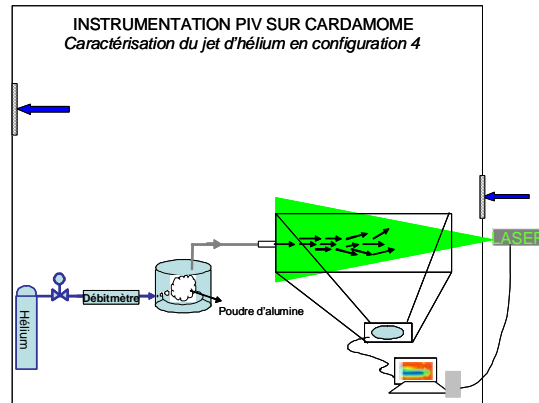 INSTRUMENTATION PIV SUR CARDAMOME
Caractérisation du jet d'hélium en configuration 4
LASER
Débitmètre
Poudre d'alumine
Hélium